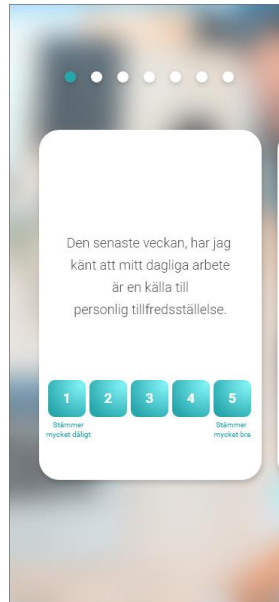 Den senaste veckan, har jag
känt att mitt dagliga arbete
är en källa till
personlig tillfredsställelse.
1 2 3 4 5
Stämmer Stämmer
mycket dåligt mycket bra